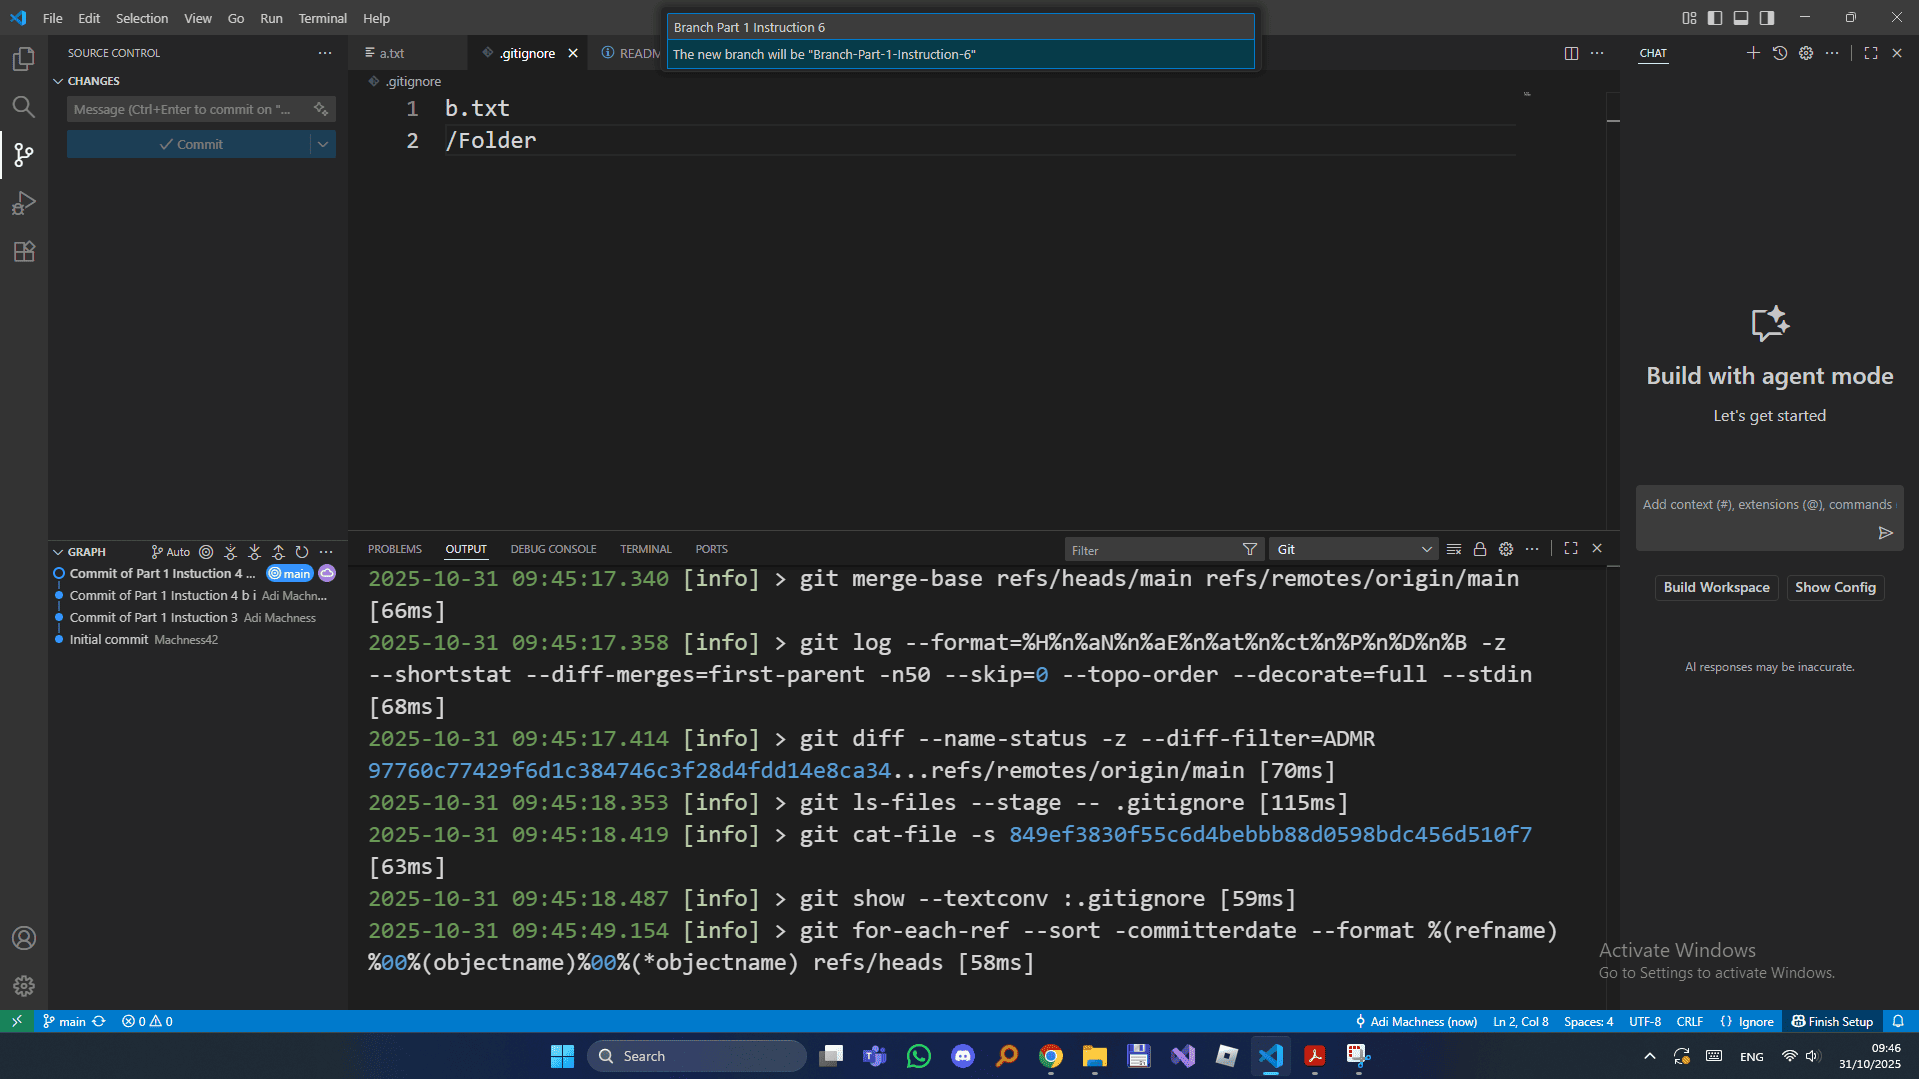 File Edit Selection View Go Run Terminal Help
Branch Part 1 Instruction 6
The new branch will be "Branch-Part-1-Instruction-6"
SOURCE CONTROL
CHANGES
Message (Ctrl+Enter to commit on "...
Commit
a.txt
.gitignore
README
.gitignore
1 b.txt
2 /Folder
CHAT
Build with agent mode
Let's get started
Add context (#), extensions (@), commands
Build Workspace Show Config
AI responses may be inaccurate.
GRAPH Auto
Commit of Part 1 Instuction 4 ... main
Commit of Part 1 Instuction 4 b i Adi Machn...
Commit of Part 1 Instuction 3 Adi Machness
Initial commit Machness42
PROBLEMS OUTPUT DEBUG CONSOLE TERMINAL PORTS Filter Git
2025-10-31 09:45:17.340 [info] > git merge-base refs/heads/main refs/remotes/origin/main
[66ms]
2025-10-31 09:45:17.358 [info] > git log --format=%H%n%aN%n%aE%n%at%n%ct%n%P%n%D%n%B -z
--shortstat --diff-merges=first-parent -n50 --skip=0 --topo-order --decorate=full --stdin
[68ms]
2025-10-31 09:45:17.414 [info] > git diff --name-status -z --diff-filter=ADMR
97760c77429f6d1c384746c3f28d4fdd14e8ca34...refs/remotes/origin/main [70ms]
2025-10-31 09:45:18.353 [info] > git ls-files --stage -- .gitignore [115ms]
2025-10-31 09:45:18.419 [info] > git cat-file -s 849ef3830f55c6d4bebbb88d0598bdc456d510f7
[63ms]
2025-10-31 09:45:18.487 [info] > git show --textconv :.gitignore [59ms]
2025-10-31 09:45:49.154 [info] > git for-each-ref --sort -committerdate --format %(refname)
%00%(objectname)%00%(*objectname) refs/heads [58ms]
Activate Windows
Go to Settings to activate Windows.
main 0 0
Adi Machness (now) Ln 2, Col 8 Spaces: 4 UTF-8 CRLF {} Ignore Finish Setup
Search
ENG
09:46
31/10/2025